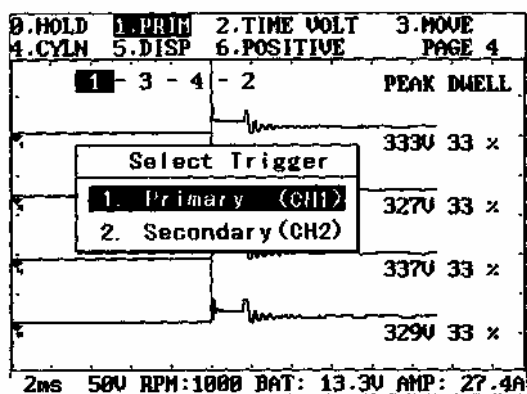 0.HOLD 1.PRIM 2.TIME VOLT 3.MOVE
4.CYLN 5.DISP 6.POSITIVE PAGE 4
1 - 3 - 4 - 2 PEAK DWELL
333V 33 %
Select Trigger
1. Primary (CH1)
327V 33 %
2. Secondary(CH2)
337V 33 %
329V 33 %
2ms 50V RPM:1000 BAT: 13.3V AMP: 27.4A